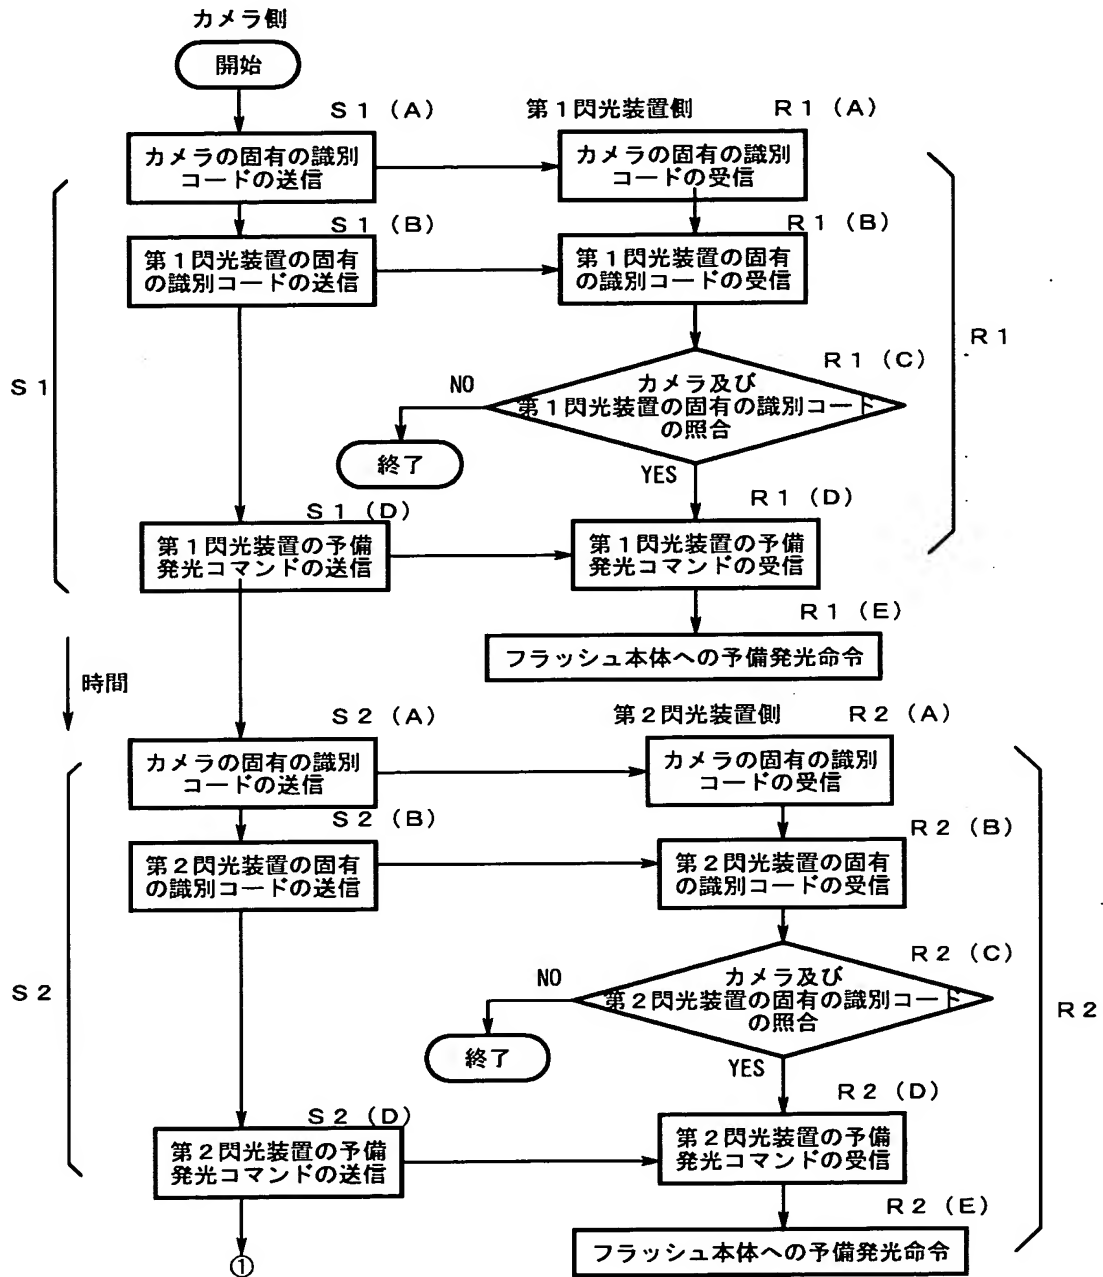 カメラ側
開始
S1(A)
第1閃光装置側
R1(A)
カメラの固有の識別
コードの送信
カメラの固有の識別
コードの受信
S1(B)
R1(B)
第1閃光装置の固有
の識別コードの送信
第1閃光装置の固有
の識別コードの受信
R1
S1
R1(C)
NO
カメラ及び
第1閃光装置の固有の識別コード
の照合
終了
YES
S1(D)
R1(D)
第1閃光装置の予備
発光コマンドの送信
第1閃光装置の予備
発光コマンドの受信
R1(E)
フラッシュ本体への予備発光命令
時間
S2(A)
第2閃光装置側
R2(A)
カメラの固有の識別
コードの送信
カメラの固有の識別
コードの受信
S2(B)
R2(B)
第2閃光装置の固有
の識別コードの送信
第2閃光装置の固有
の識別コードの受信
S2
R2(C)
NO
カメラ及び
第2閃光装置の固有の識別コード
の照合
R2
終了
YES
S2(D)
R2(D)
第2閃光装置の予備
発光コマンドの送信
第2閃光装置の予備
発光コマンドの受信
R2(E)
フラッシュ本体への予備発光命令
①